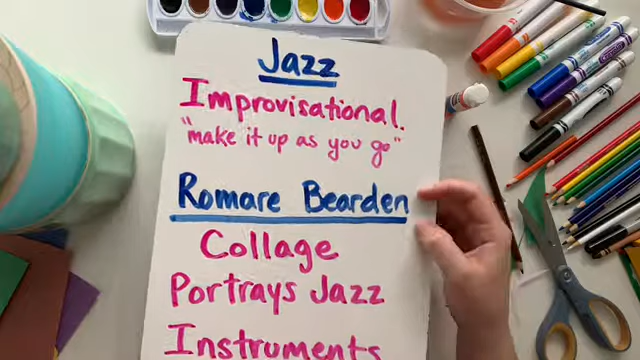 Jazz
Improvisational.
"make it up as you go"
Romare Bearden
Collage
Portrays Jazz
Instruments